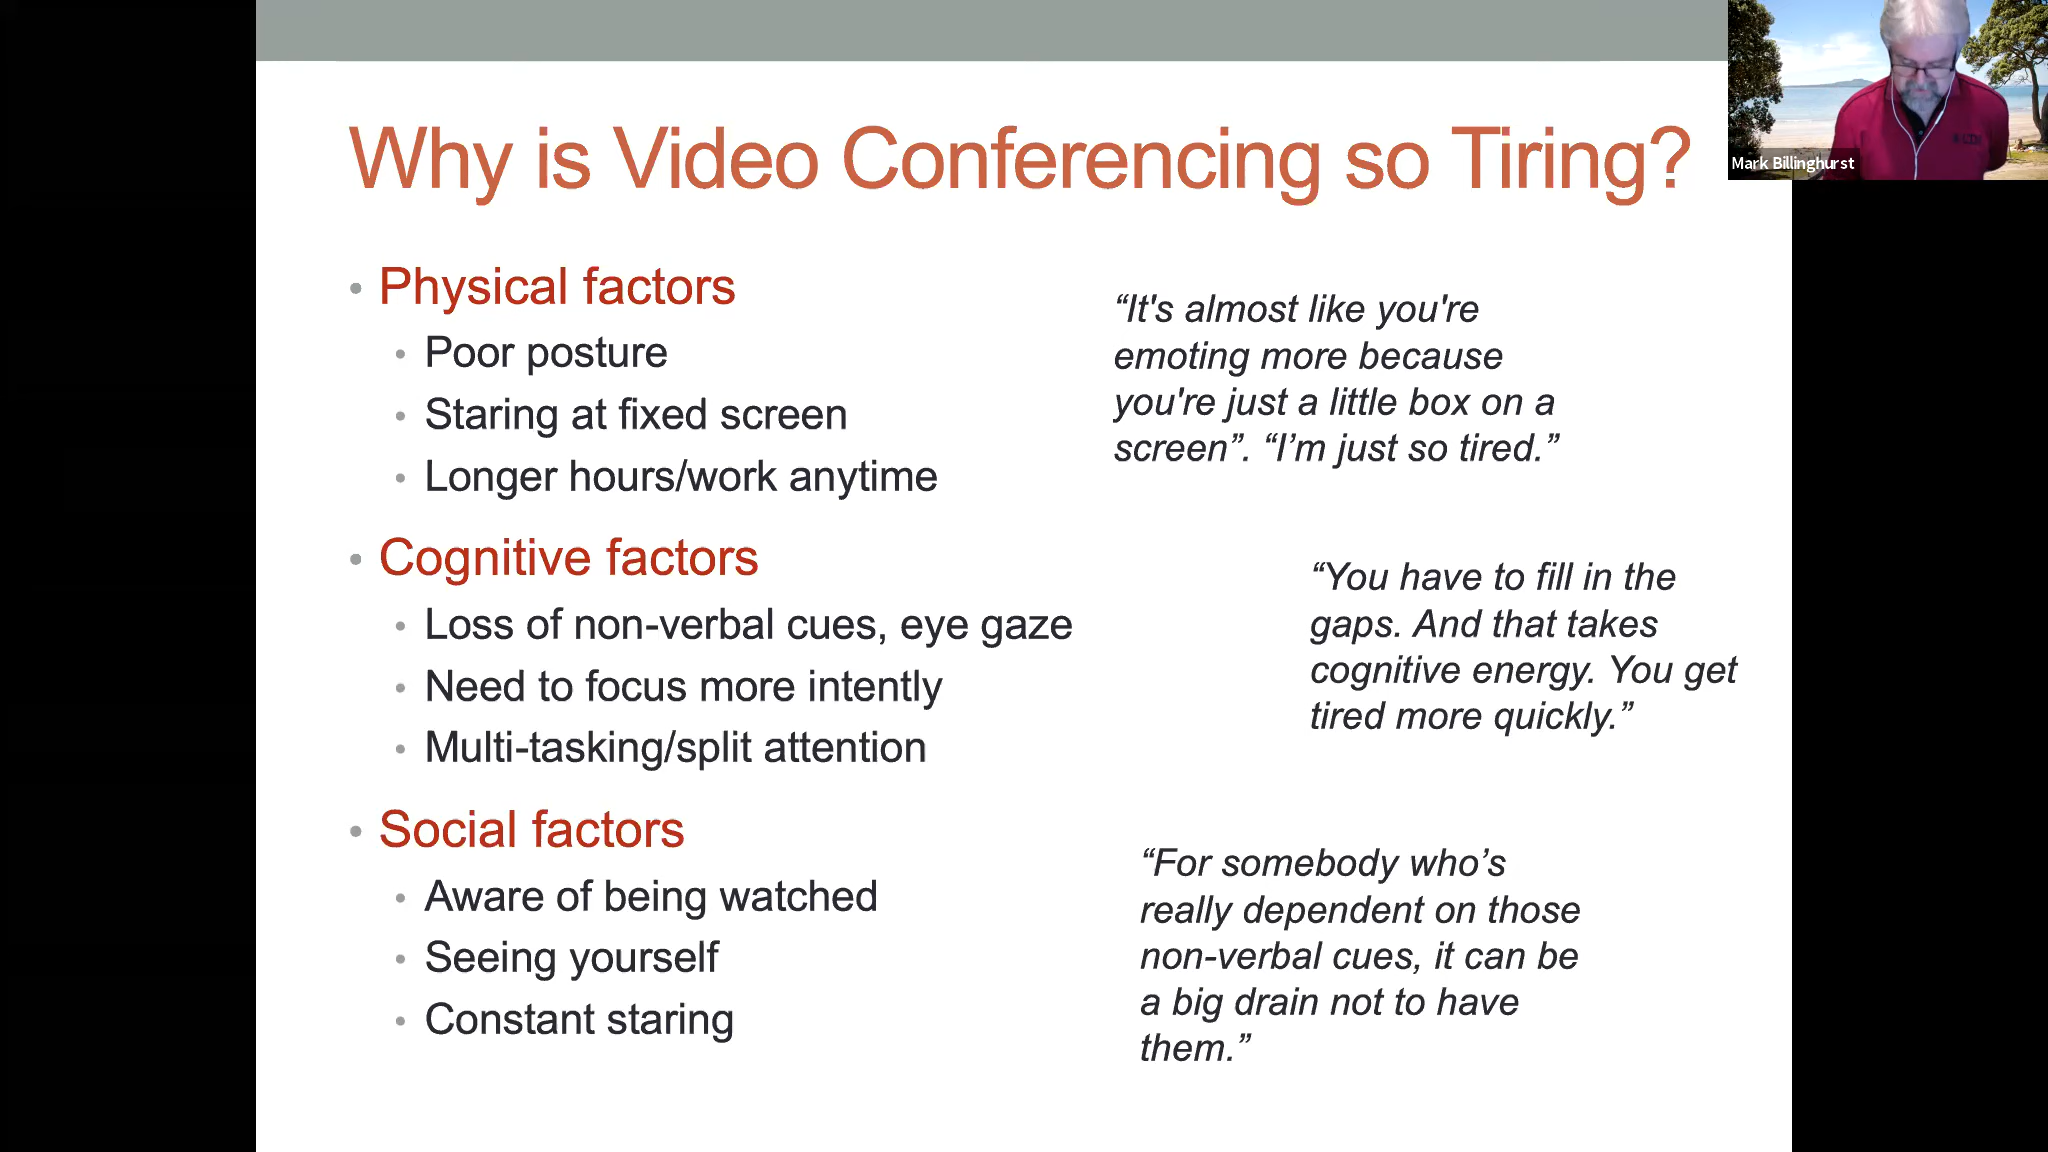 Why is Video Conferencing so Tiring?
Mark Billinghurst
• Physical factors
• Poor posture
• Staring at fixed screen
• Longer hours/work anytime
“It's almost like you're
emoting more because
you're just a little box on a
screen”. “I’m just so tired.”
• Cognitive factors
• Loss of non-verbal cues, eye gaze
• Need to focus more intently
• Multi-tasking/split attention
“You have to fill in the
gaps. And that takes
cognitive energy. You get
tired more quickly.”
• Social factors
• Aware of being watched
• Seeing yourself
• Constant staring
“For somebody who’s
really dependent on those
non-verbal cues, it can be
a big drain not to have
them.”